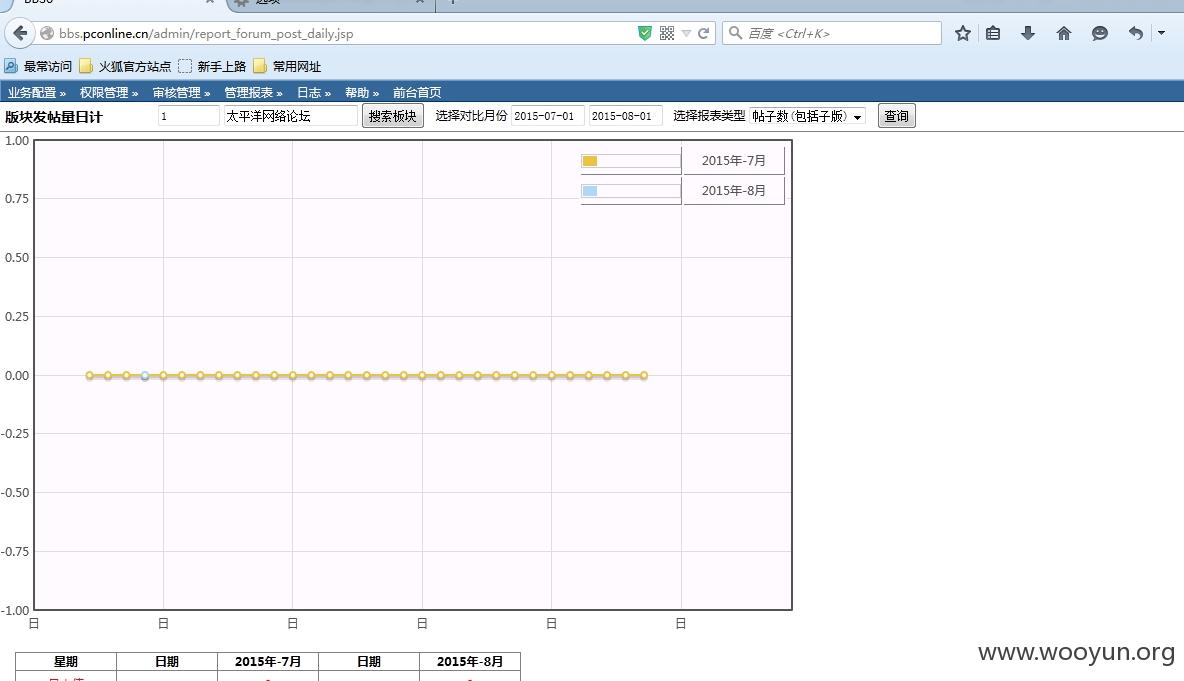 bbs.pconline.cn/admin/report_forum_post_daily.jsp
百度 <Ctrl+K>
最常访问 火狐官方站点 新手上路 常用网址
业务配置 » 权限管理 » 审核管理 » 管理报表 » 日志 » 帮助 » 前台首页
版块发帖量日计 1 太平洋网络论坛 搜索板块 选择对比月份 2015-07-01 2015-08-01 选择报表类型 帖子数(包括子版) 查询
1.00
2015年-7月
2015年-8月
0.75
0.50
0.25
0.00
-0.25
-0.50
-0.75
-1.00
日 日 日 日 日 日
www.wooyun.org
星期 日期 2015年-7月 日期 2015年-8月